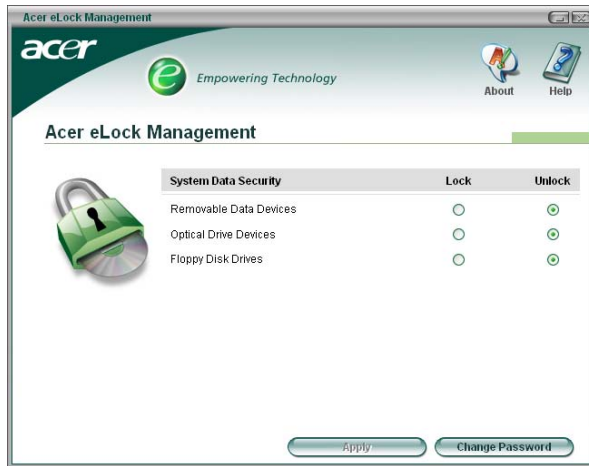 Acer eLock Management
acer
e Empowering Technology
About Help
Acer eLock Management
System Data Security Lock Unlock
Removable Data Devices
Optical Drive Devices
Floppy Disk Drives
Apply Change Password